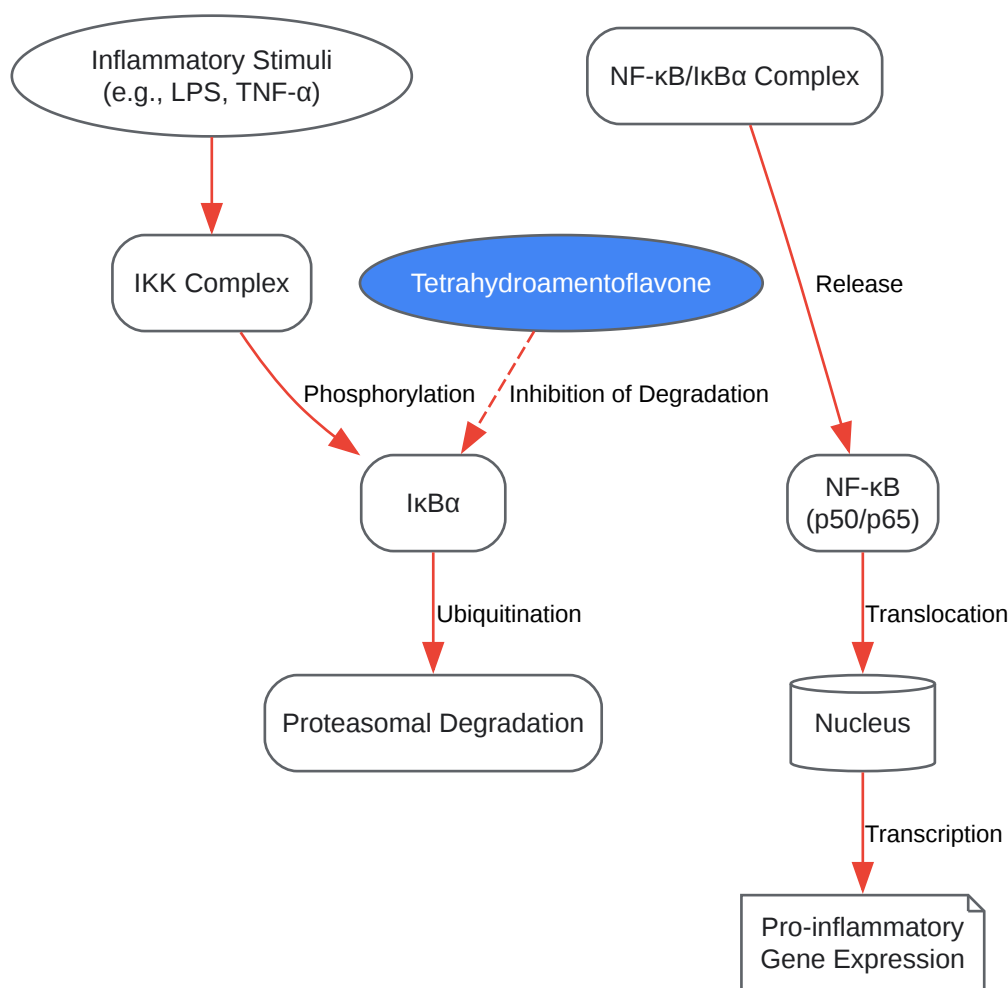 Inflammatory Stimuli
(e.g., LPS, TNF-α)
NF-κB/IκBα Complex
IKK Complex
Tetrahydroamentoflavone
Release
Phosphorylation
Inhibition of Degradation
IκBα
NF-κB
(p50/p65)
Ubiquitination
Translocation
Proteasomal Degradation
Nucleus
Transcription
Pro-inflammatory
Gene Expression